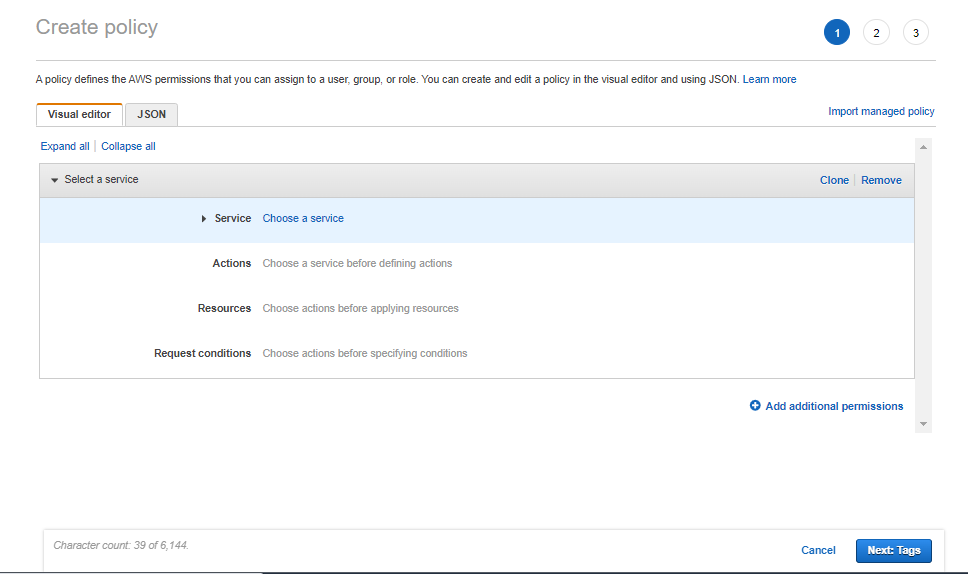 Create policy
1 2 3
A policy defines the AWS permissions that you can assign to a user, group, or role. You can create and edit a policy in the visual editor and using JSON. Learn more
Visual editor JSON Import managed policy
Expand all Collapse all
Select a service Clone Remove
Service Choose a service
Actions Choose a service before defining actions
Resources Choose actions before applying resources
Request conditions Choose actions before specifying conditions
Add additional permissions
Character count: 39 of 6,144.
Cancel Next: Tags